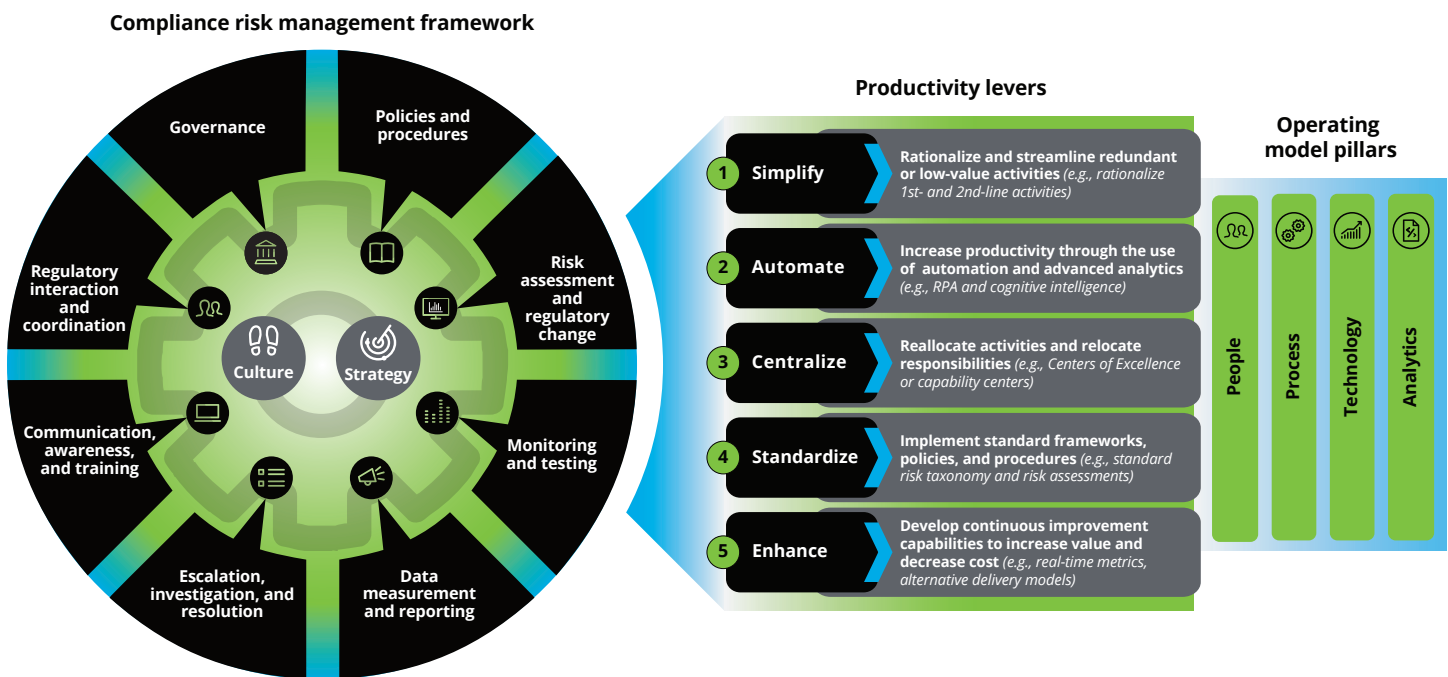 Compliance risk management framework
Governance
Policies and
procedures
Risk
assessment
and
regulatory
change
Monitoring
and testing
Data
measurement
and reporting
Escalation,
investigation, and
resolution
Communication,
awareness,
and training
Regulatory
interaction
and
coordination
Culture
Strategy
Productivity levers
1 Simplify
Rationalize and streamline redundant
or low-value activities (e.g., rationalize
1st- and 2nd-line activities)
2 Automate
Increase productivity through the use
of automation and advanced analytics
(e.g., RPA and cognitive intelligence)
3 Centralize
Reallocate activities and relocate
responsibilities (e.g., Centers of Excellence
or capability centers)
4 Standardize
Implement standard frameworks,
policies, and procedures (e.g., standard
risk taxonomy and risk assessments)
5 Enhance
Develop continuous improvement
capabilities to increase value and
decrease cost (e.g., real-time metrics,
alternative delivery models)
Operating
model pillars
People
Process
Technology
Analytics